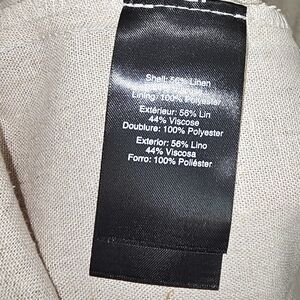 Shell: 56% Linen
Lining: 100% Polyester
Extérieur: 56% Lin
44% Viscose
Doublure: 100% Polyester
Exterior: 56% Lino
44% Viscosa
Forro: 100% Poliéster